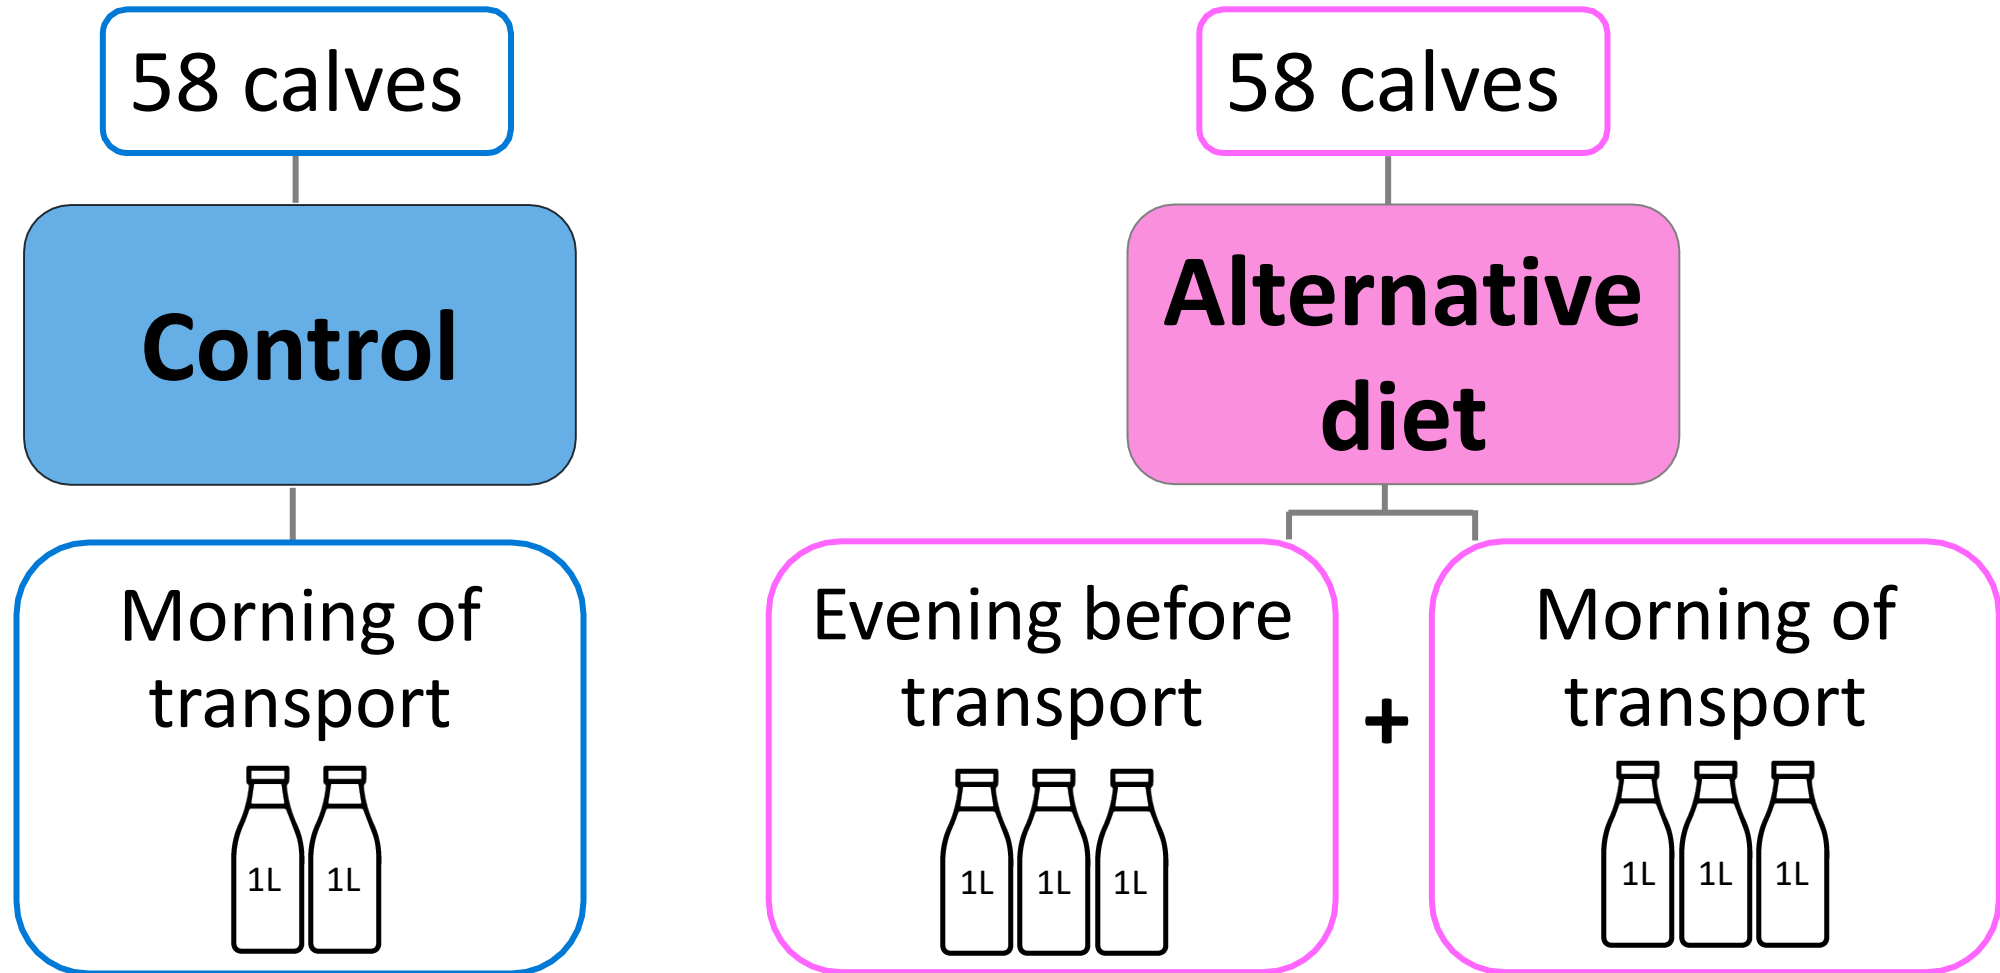 58 calves
Control
Morning of
transport
1L 1L
58 calves
Alternative
diet
Evening before
transport
1L 1L 1L
+
Morning of
transport
1L 1L 1L